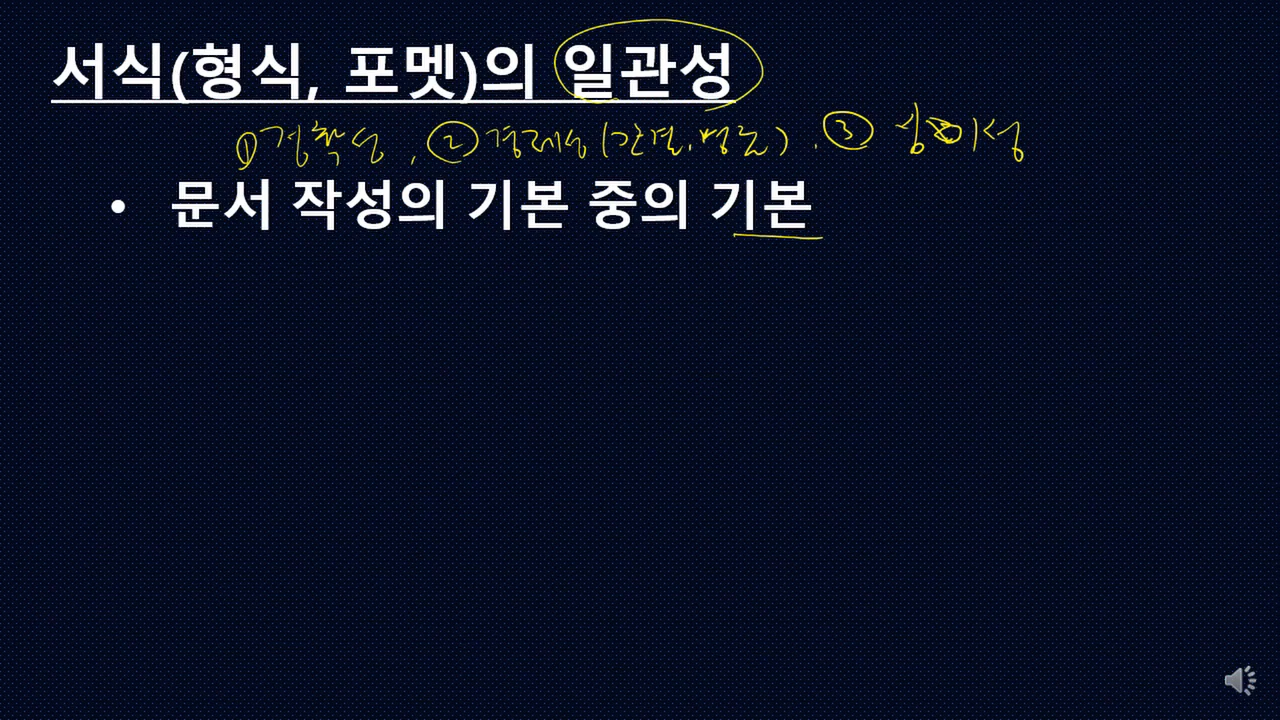 서식(형식, 포멧)의 일관성
① 정확성, ② 경제성(간결, 명료), ③
• 문서 작성의 기본 중의 기본